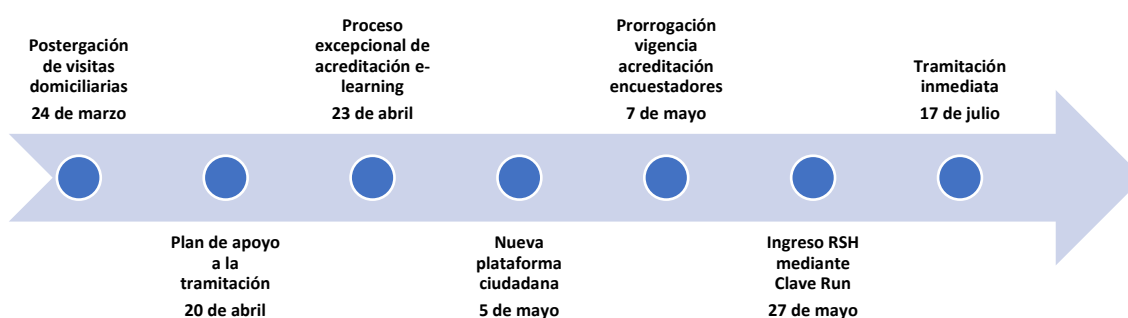 Postergación
de visitas
domiciliarias
24 de marzo
Plan de apoyo
a la
tramitación
20 de abril
Proceso
excepcional de
acreditación e-
learning
23 de abril
Nueva
plataforma
ciudadana
5 de mayo
Prorrogación
vigencia
acreditación
encuestadores
7 de mayo
Ingreso RSH
mediante
Clave Run
27 de mayo
Tramitación
inmediata
17 de julio